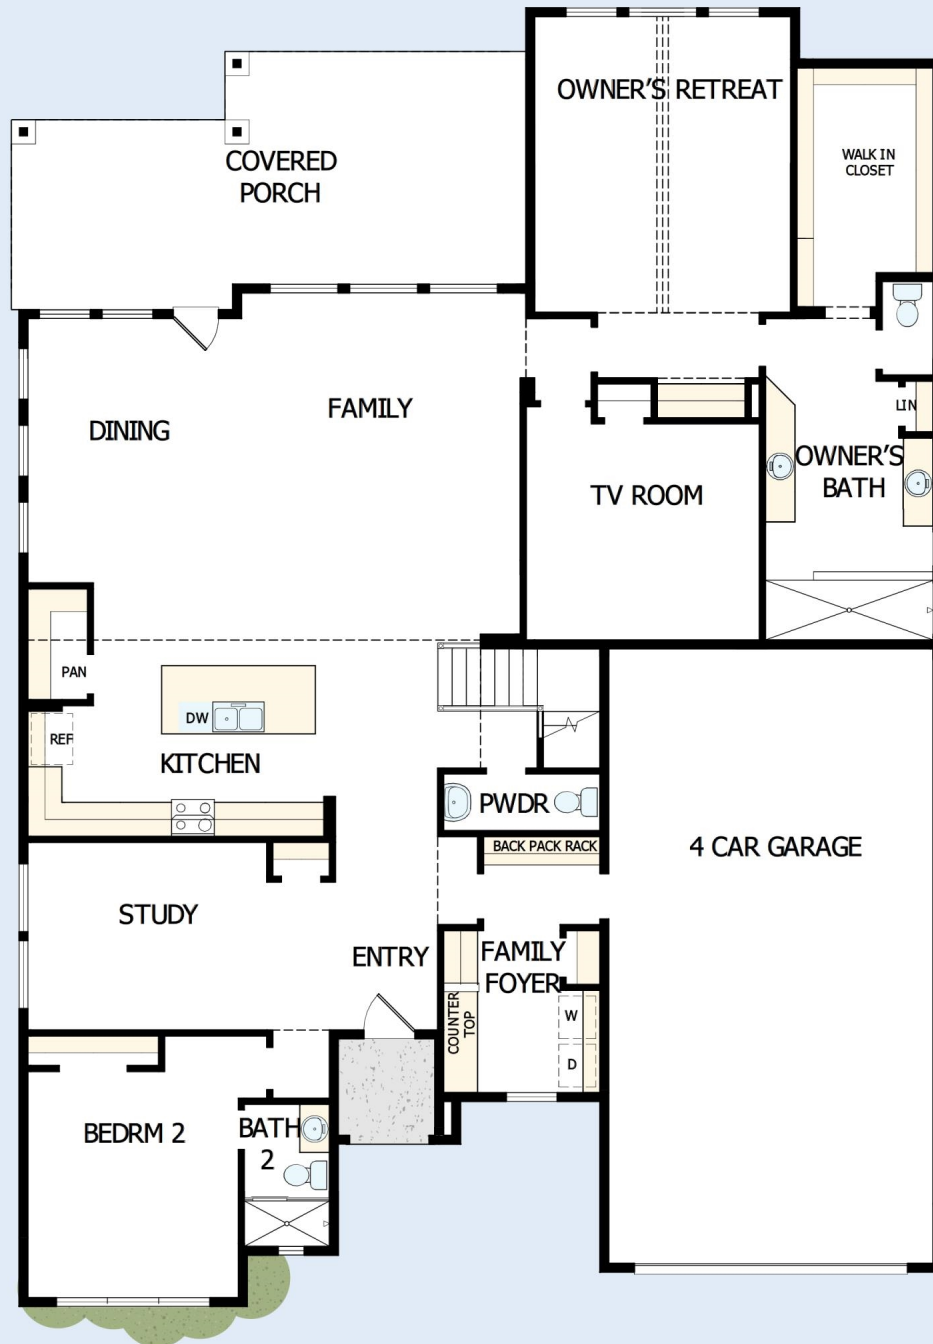 OWNER'S RETREAT
WALK IN
CLOSET
COVERED
PORCH
FAMILY
DINING
LIN
OWNER'S
BATH
TV ROOM
PAN
DW
REF
KITCHEN
PWDR
BACK PACK RACK
4 CAR GARAGE
STUDY
ENTRY
FAMILY
FOYER
COUNTER
TOP
W
D
BEDRM 2
BATH
2